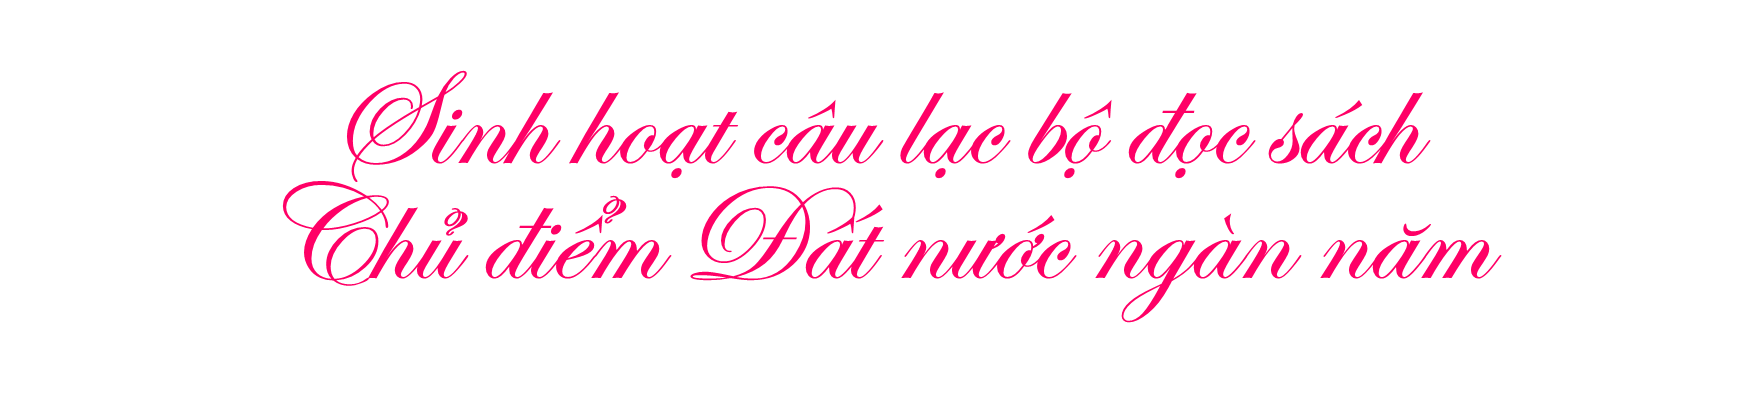 Sinh hoạt câu lạc bộ đọc sách
Chủ điểm Đất nước ngàn năm